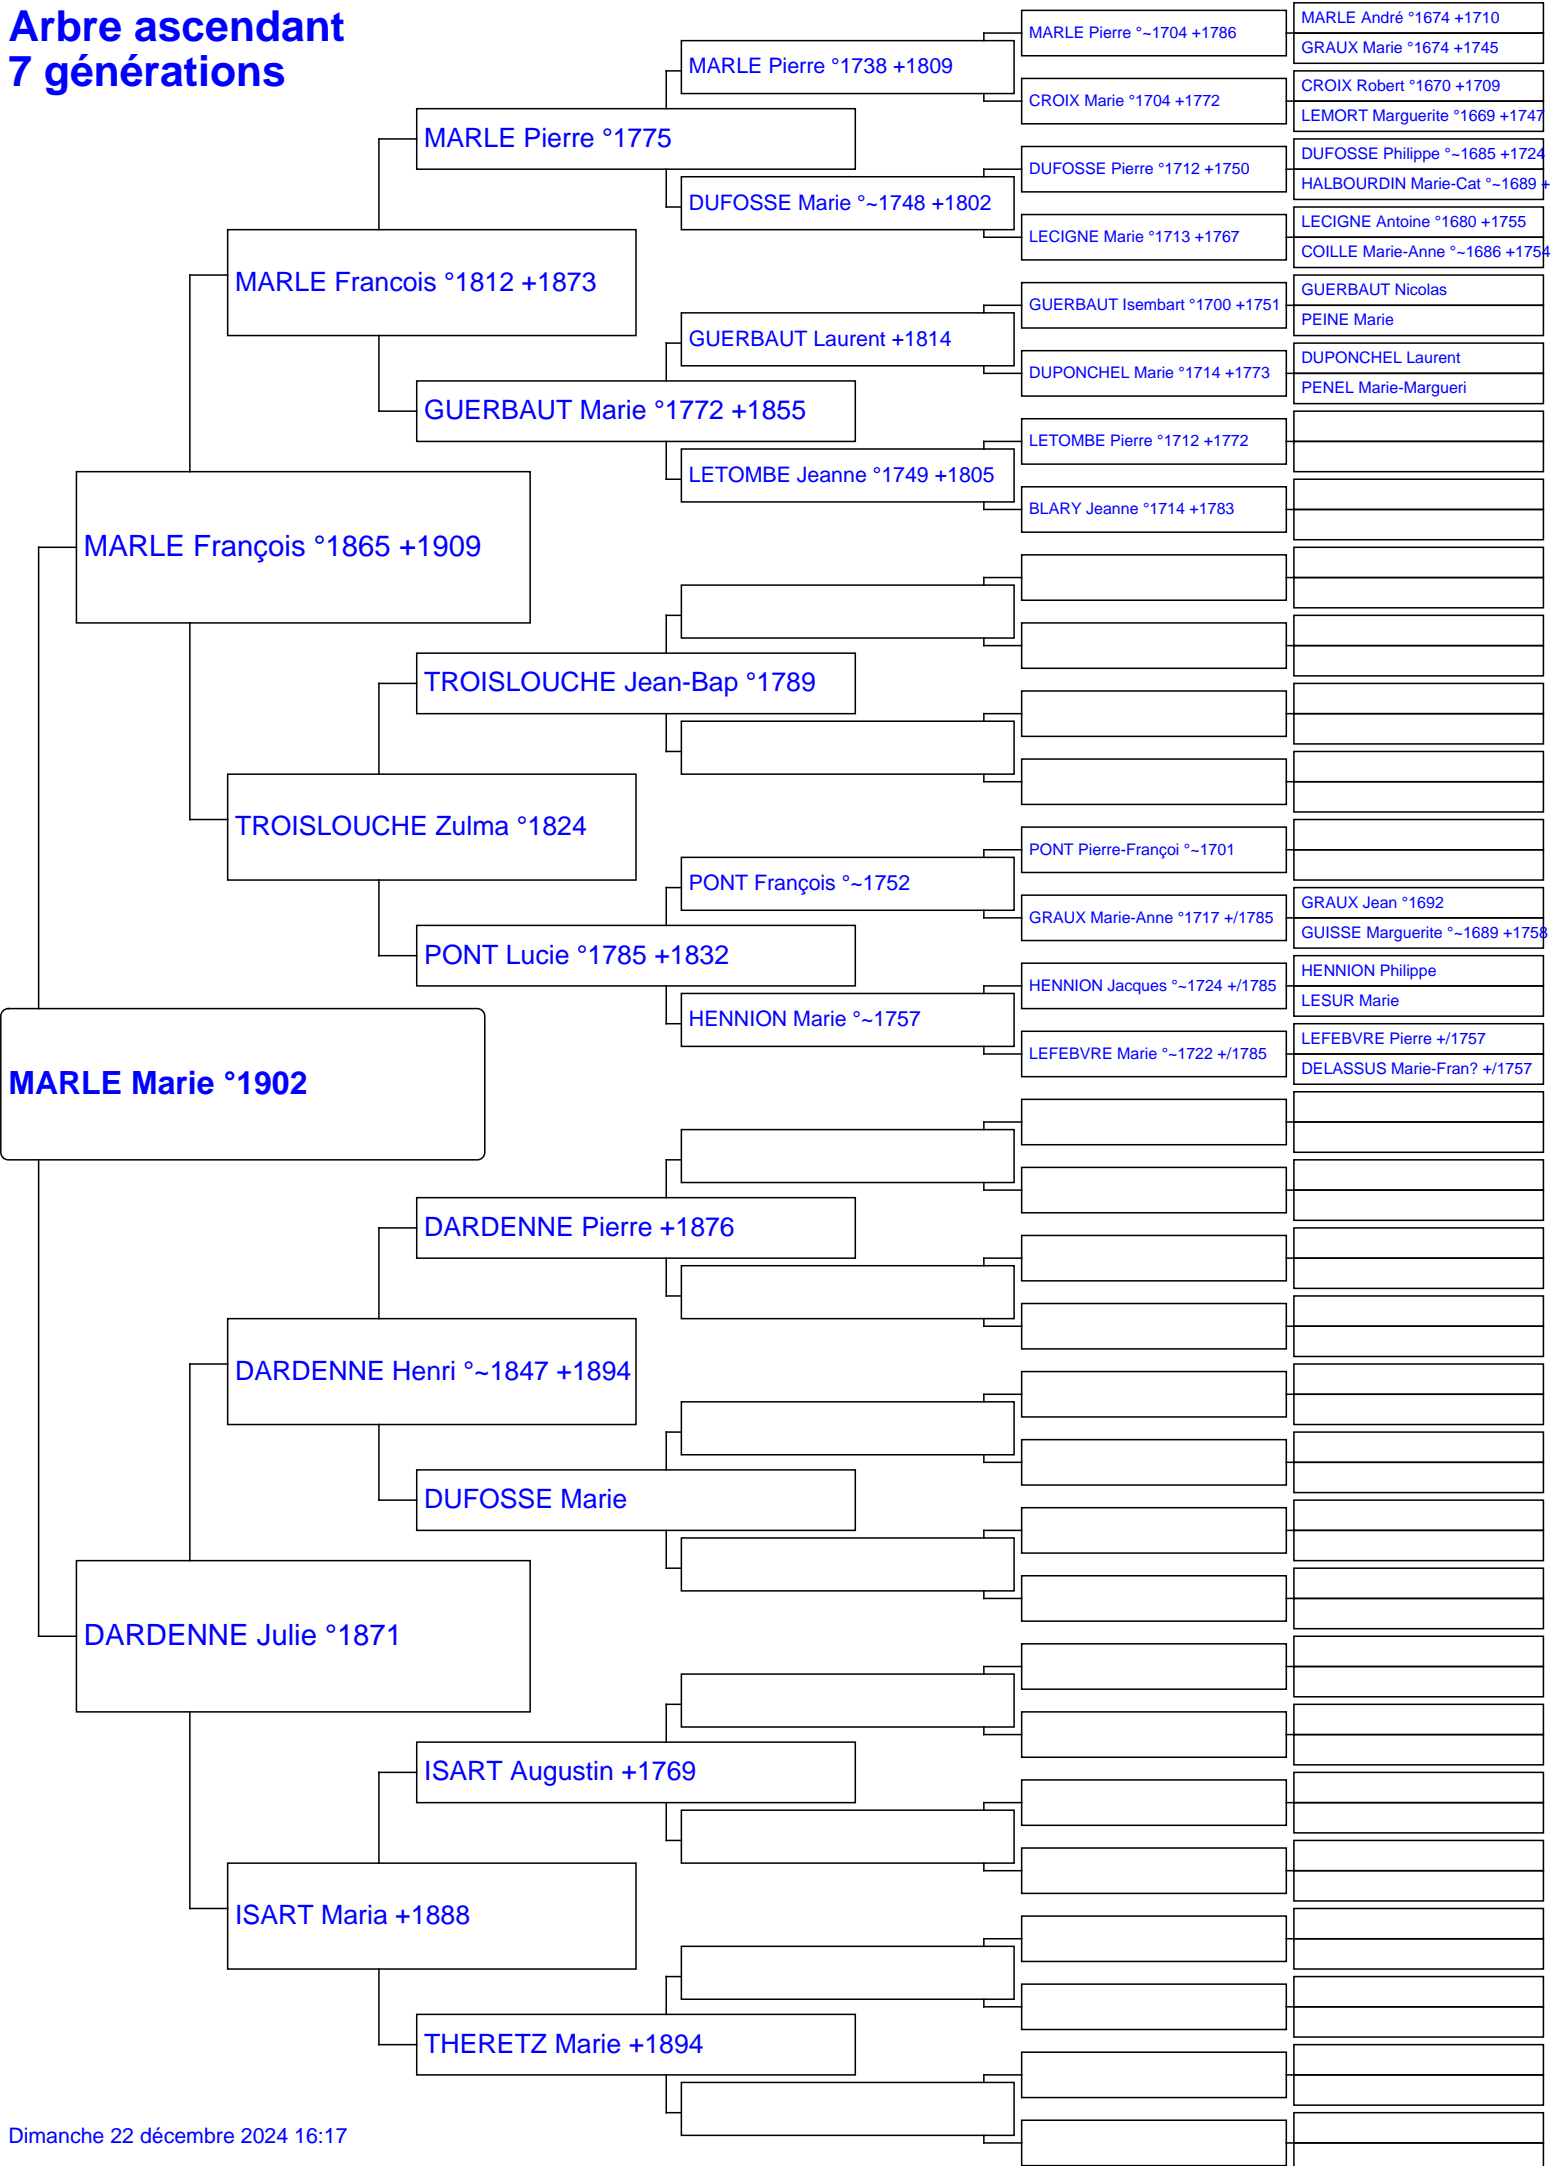 Arbre ascendant
7 générations
MARLE Marie °1902
MARLE François °1865 +1909
DARDENNE Julie °1871
MARLE Francois °1812 +1873
TROISLOUCHE Zulma °1824
DARDENNE Henri °~1847 +1894
ISART Maria +1888
MARLE Pierre °1775
GUERBAUT Marie °1772 +1855
TROISLOUCHE Jean-Bap °1789
PONT Lucie °1785 +1832
DARDENNE Pierre +1876
DUFOSSE Marie
ISART Augustin +1769
THERETZ Marie +1894
MARLE Pierre °1738 +1809
DUFOSSE Marie °~1748 +1802
GUERBAUT Laurent +1814
LETOMBE Jeanne °1749 +1805
PONT François °~1752
HENNION Marie °~1757
MARLE Pierre °~1704 +1786
CROIX Marie °1704 +1772
DUFOSSE Pierre °1712 +1750
LECIGNE Marie °1713 +1767
GUERBAUT Isembart °1700 +1751
DUPONCHEL Marie °1714 +1773
LETOMBE Pierre °1712 +1772
BLARY Jeanne °1714 +1783
PONT Pierre-Françoi °~1701
GRAUX Marie-Anne °1717 +/1785
HENNION Jacques °~1724 +/1785
LEFEBVRE Marie °~1722 +/1785
MARLE André °1674 +1710
GRAUX Marie °1674 +1745
CROIX Robert °1670 +1709
LEMORT Marguerite °1669 +1747
DUFOSSE Philippe °~1685 +1724
HALBOURDIN Marie-Cat °~1689 +
LECIGNE Antoine °1680 +1755
COILLE Marie-Anne °~1686 +1754
GUERBAUT Nicolas
PEINE Marie
DUPONCHEL Laurent
PENEL Marie-Margueri
GRAUX Jean °1692
GUISSE Marguerite °~1689 +1758
HENNION Philippe
LESUR Marie
LEFEBVRE Pierre +/1757
DELASSUS Marie-Fran? +/1757
Dimanche 22 décembre 2024 16:17